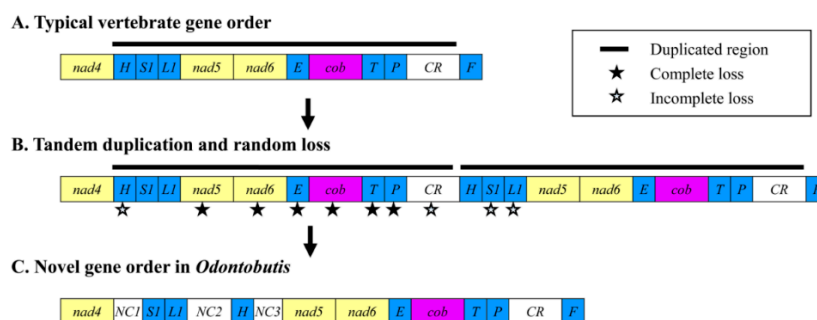 A. Typical vertebrate gene order
nad4 H S1 L1 nad5 nad6 E cob T P CR F
Duplicated region
Complete loss
Incomplete loss
B. Tandem duplication and random loss
nad4 H S1 L1 nad5 nad6 E cob T P CR H S1 L1 nad5 nad6 E cob T P CR
C. Novel gene order in Odontobutis
nad4 NC1 S1 L1 NC2 H NC3 nad5 nad6 E cob T P CR F